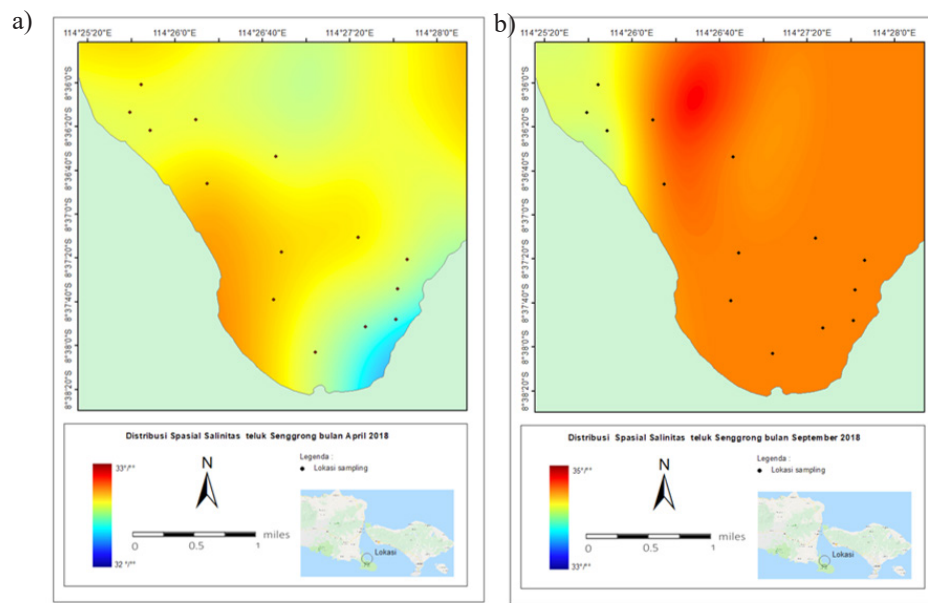 a)
114°25'20"E 114°26'0"E 114°26'40"E 114°27'20"E 114°28'0"E
8°36'0"S
8°36'20"S
8°36'40"S
8°37'0"S
8°37'20"S
8°37'40"S
8°38'0"S
8°38'20"S
Distribusi Spasial Salinitas teluk Senggrong bulan April 2018
33°/°°
32°/°°
N
0 0.5 1 miles
Legenda :
Lokasi sampling
Lokasi
b)
114°25'20"E 114°26'0"E 114°26'40"E 114°27'20"E 114°28'0"E
8°36'0"S
8°36'20"S
8°36'40"S
8°37'0"S
8°37'20"S
8°37'40"S
8°38'0"S
8°38'20"S
Distribusi Spasial Salinitas teluk Senggrong bulan September 2018
35°/°°
33°/°°
N
0 0.5 1 miles
Legenda :
Lokasi sampling
Lokasi